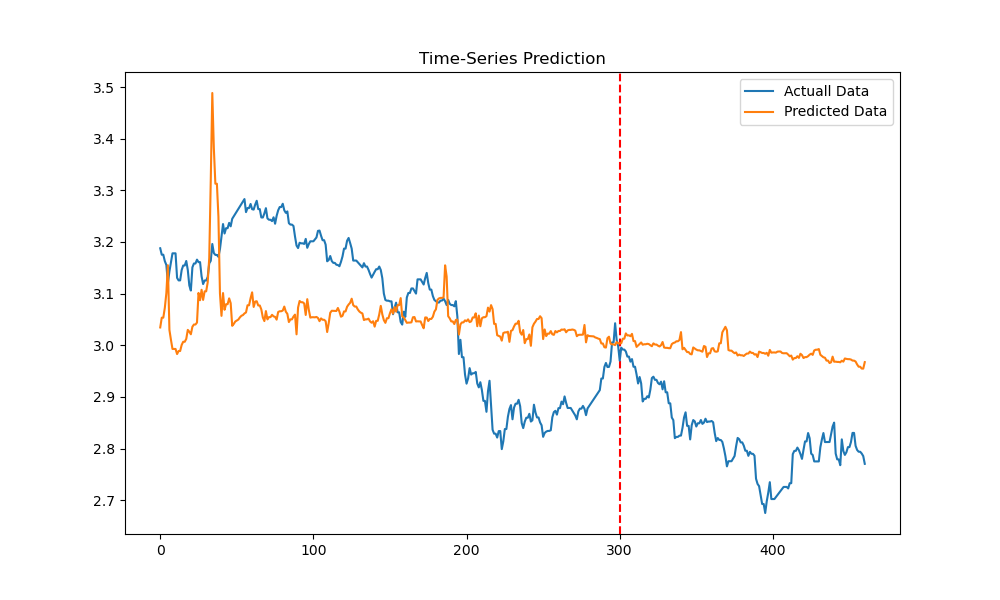 Time-Series Prediction
Actuall Data
Predicted Data
3.5
3.4
3.3
3.2
3.1
3.0
2.9
2.8
2.7
0 100 200 300 400